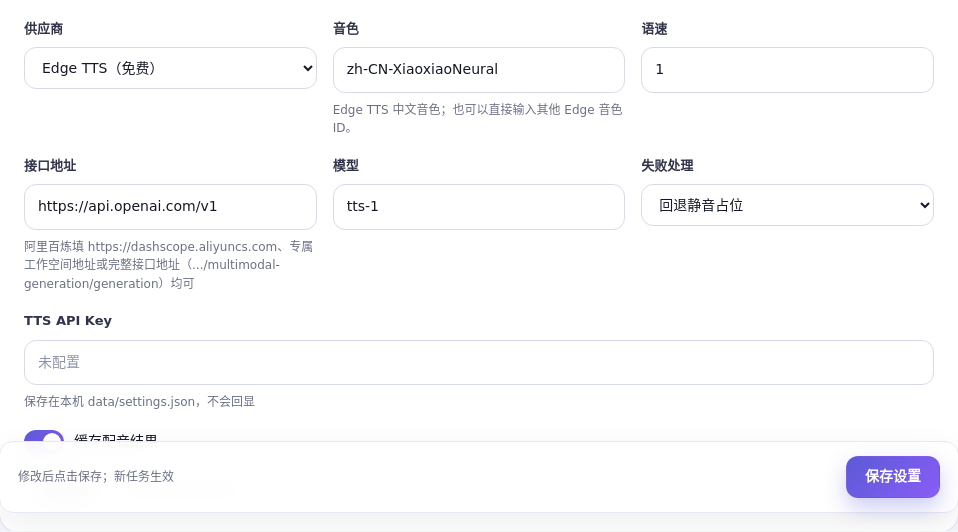 供应商
音色
语速
Edge TTS（免费）
zh-CN-XiaoxiaoNeural
1
Edge TTS 中文音色；也可以直接输入其他 Edge 音色
ID。
接口地址
模型
失败处理
https://api.openai.com/v1
tts-1
回退静音占位
阿里百炼填 https://dashscope.aliyuncs.com、专属
工作空间地址或完整接口地址（.../multimodal-
generation/generation）均可
TTS API Key
未配置
保存在本机 data/settings.json，不会回显
缓存配音结果
修改后点击保存；新任务生效
保存设置